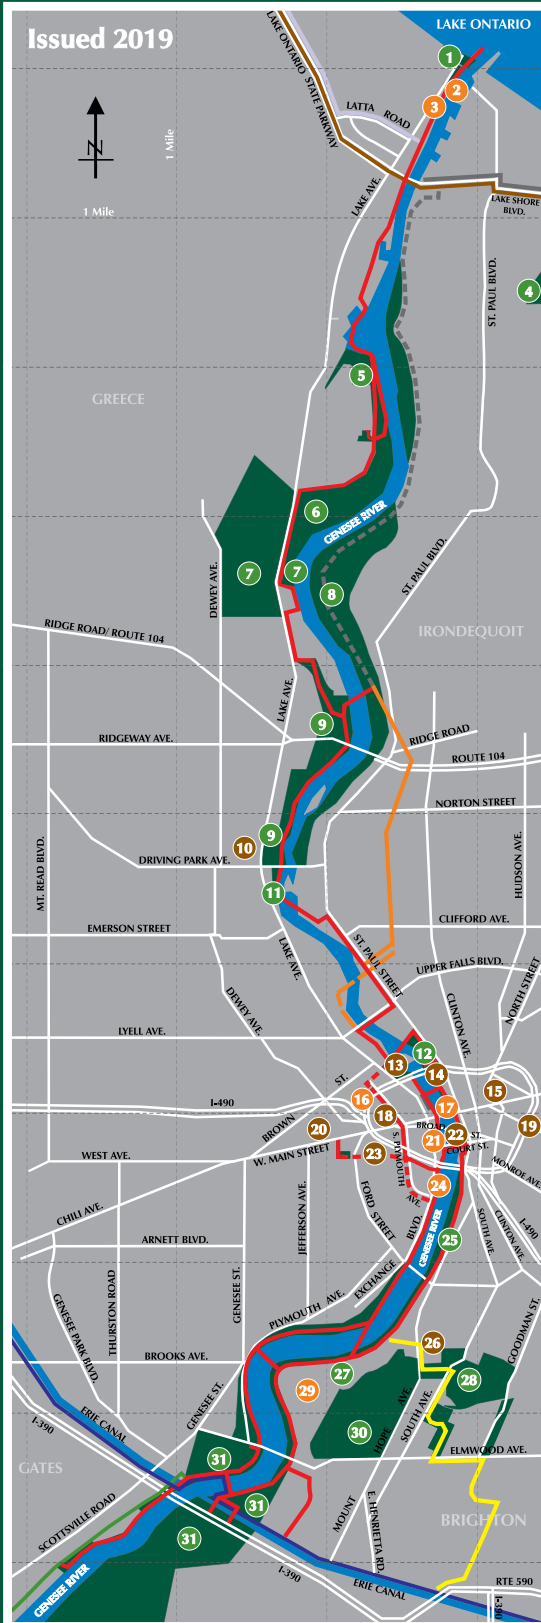 Issued 2019
LAKE ONTARIO
LAKE ONTARIO STATE PARKWAY
1
2
3
LATTA ROAD
N
1 Mile
1 Mile
LAKE AVE.
LAKE SHORE
BLVD.
ST. PAUL BLVD.
4
5
GREECE
6
GENESEE RIVER
7
7
8
DEWEY AVE.
ST. PAUL BLVD.
RIDGE ROAD/ ROUTE 104
IRONDEQUOIT
LAKE AVE.
9
RIDGEWAY AVE.
RIDGE ROAD
ROUTE 104
NORTON STREET
9
10
DRIVING PARK AVE.
MT. READ BLVD.
HUDSON AVE.
11
EMERSON STREET
CLIFFORD AVE.
LAKE AVE.
ST. PAUL STREET
UPPER FALLS BLVD.
DEWEY AVE.
CLINTON AVE.
NORTH STREET
LYELL AVE.
12
13
14
15
I-490
BROWN ST.
16
17
18
19
20
BROAD ST.
21
22
COURT ST.
WEST AVE.
W. MAIN STREET
23
S. PLYMOUTH AVE.
MONROE AVE.
24
CHILI AVE.
FORD STREET
JEFFERSON AVE.
GENESEE RIVER
25
SOUTH AVE.
CLINTON AVE.
I-490
ARNETT BLVD.
GENESEE ST.
EXCHANGE BLVD.
PLYMOUTH AVE.
THURSTON ROAD
GENESEE PARK BLVD.
GOODMAN ST.
26
BROOKS AVE.
27
28
29
GENESEE ST.
MOUNT HOPE AVE
SOUTH AVE.
ERIE CANAL
I-390
30
ELMWOOD AVE.
31
GATES
31
SCOTTSVILLE ROAD
31
E. HENRIETTA RD.
BRIGHTON
GENESEE RIVER
I-390
ERIE CANAL
RTE 590
I-390